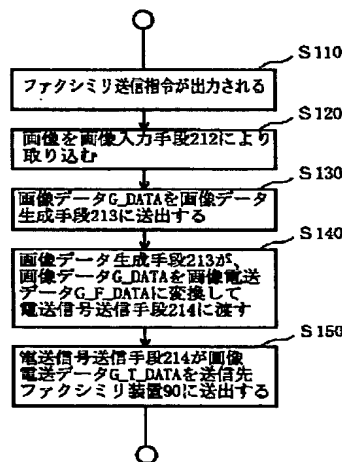 S110
ファクシミリ送信指令が出力される
S120
画像を画像入力手段212により
取り込む
S130
画像データG_DATAを画像データ
生成手段213に送出する
S140
画像データ生成手段213が、
画像データG_DATAを画像電送
データG_F_DATAに変換して
電送信号送信手段214に渡す
S150
電送信号送信手段214が画像
電送データG_T_DATAを送信先
ファクシミリ装置90に送出する